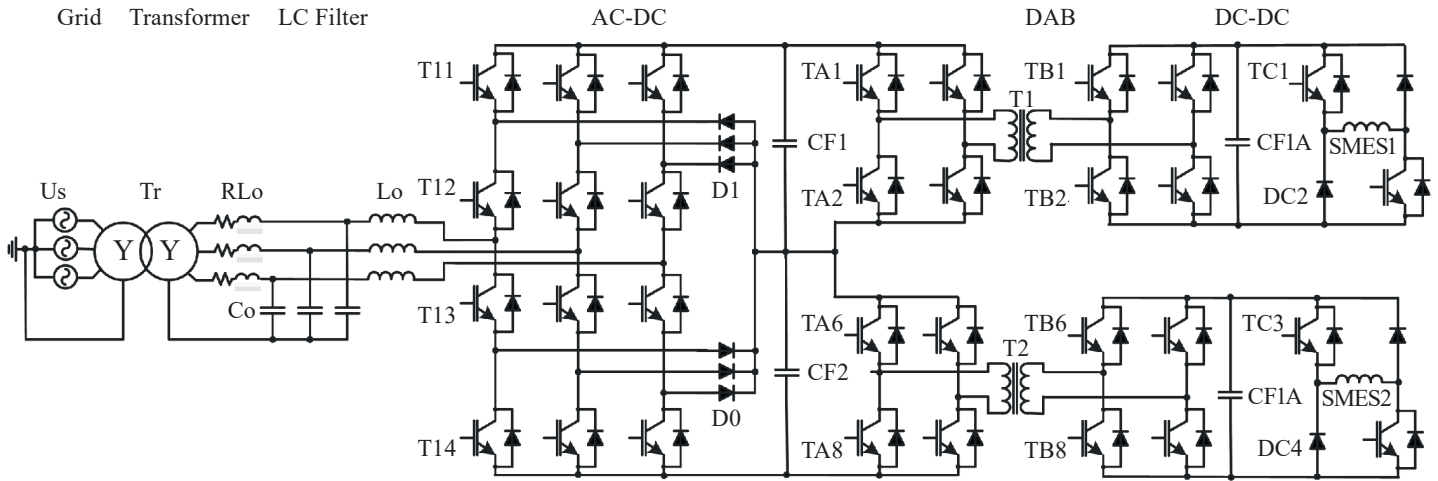 Grid Transformer LC Filter AC-DC DAB DC-DC
T11 TA1 TB1 TC1
T1
CF1 CF1A SMES1
T12 D1 TA2 TB2 DC2
Us Tr RLo Lo
Y Y
Co T13 TA6 TB6 TC3
T2
CF2 CF1A SMES2
D0
T14 TA8 TB8 DC4